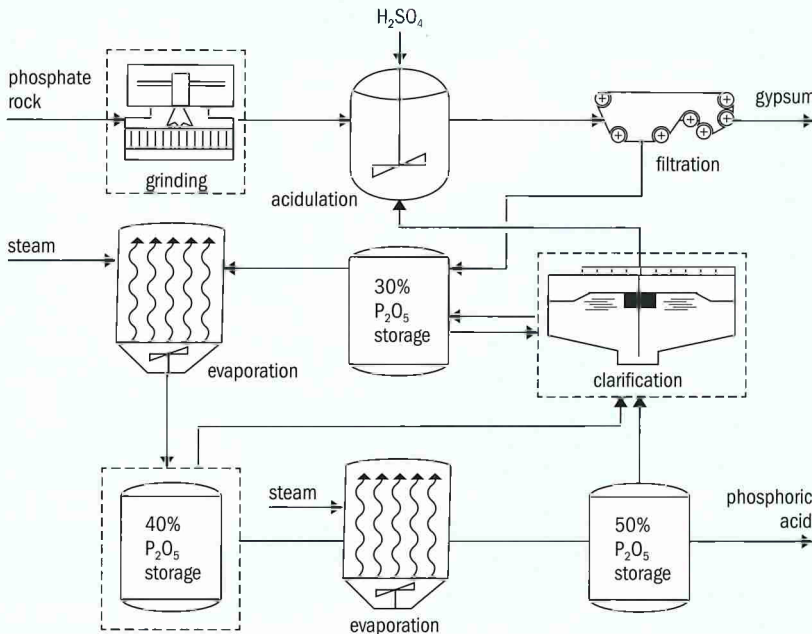 H₂SO₄
phosphate
rock
gypsum
grinding
acidulation
filtration
steam
30%
P₂O₅
storage
evaporation
clarification
steam
40%
P₂O₅
storage
50%
P₂O₅
storage
phosphoric
acid
evaporation